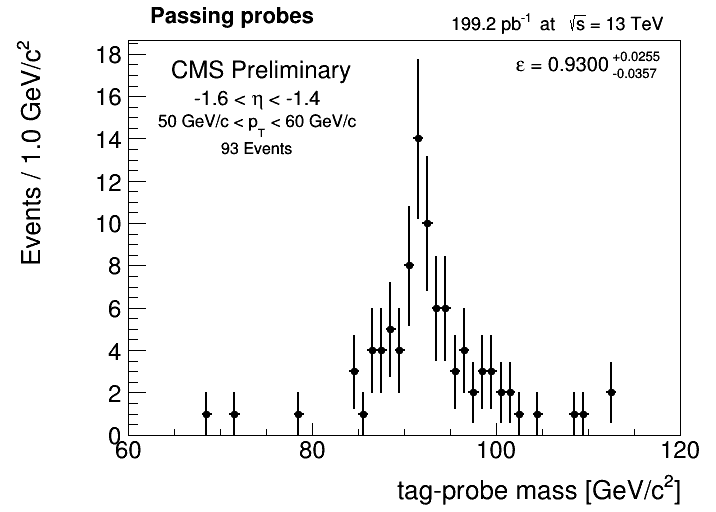 Passing probes
199.2 pb-1 at √s = 13 TeV
CMS Preliminary
-1.6 < η < -1.4
50 GeV/c < pT < 60 GeV/c
93 Events
ε = 0.9300 +0.0255 -0.0357
Events / 1.0 GeV/c2
18
16
14
12
10
8
6
4
2
0
60 80 100 120
tag-probe mass [GeV/c2]